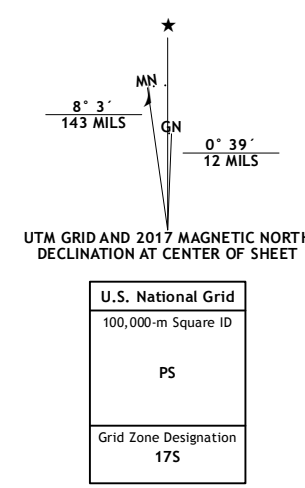 ★
MN
GN
8° 3´
143 MILS
0° 39´
12 MILS
UTM GRID AND 2017 MAGNETIC NORTH
DECLINATION AT CENTER OF SHEET
U.S. National Grid
100,000-m Square ID
PS
Grid Zone Designation
17S